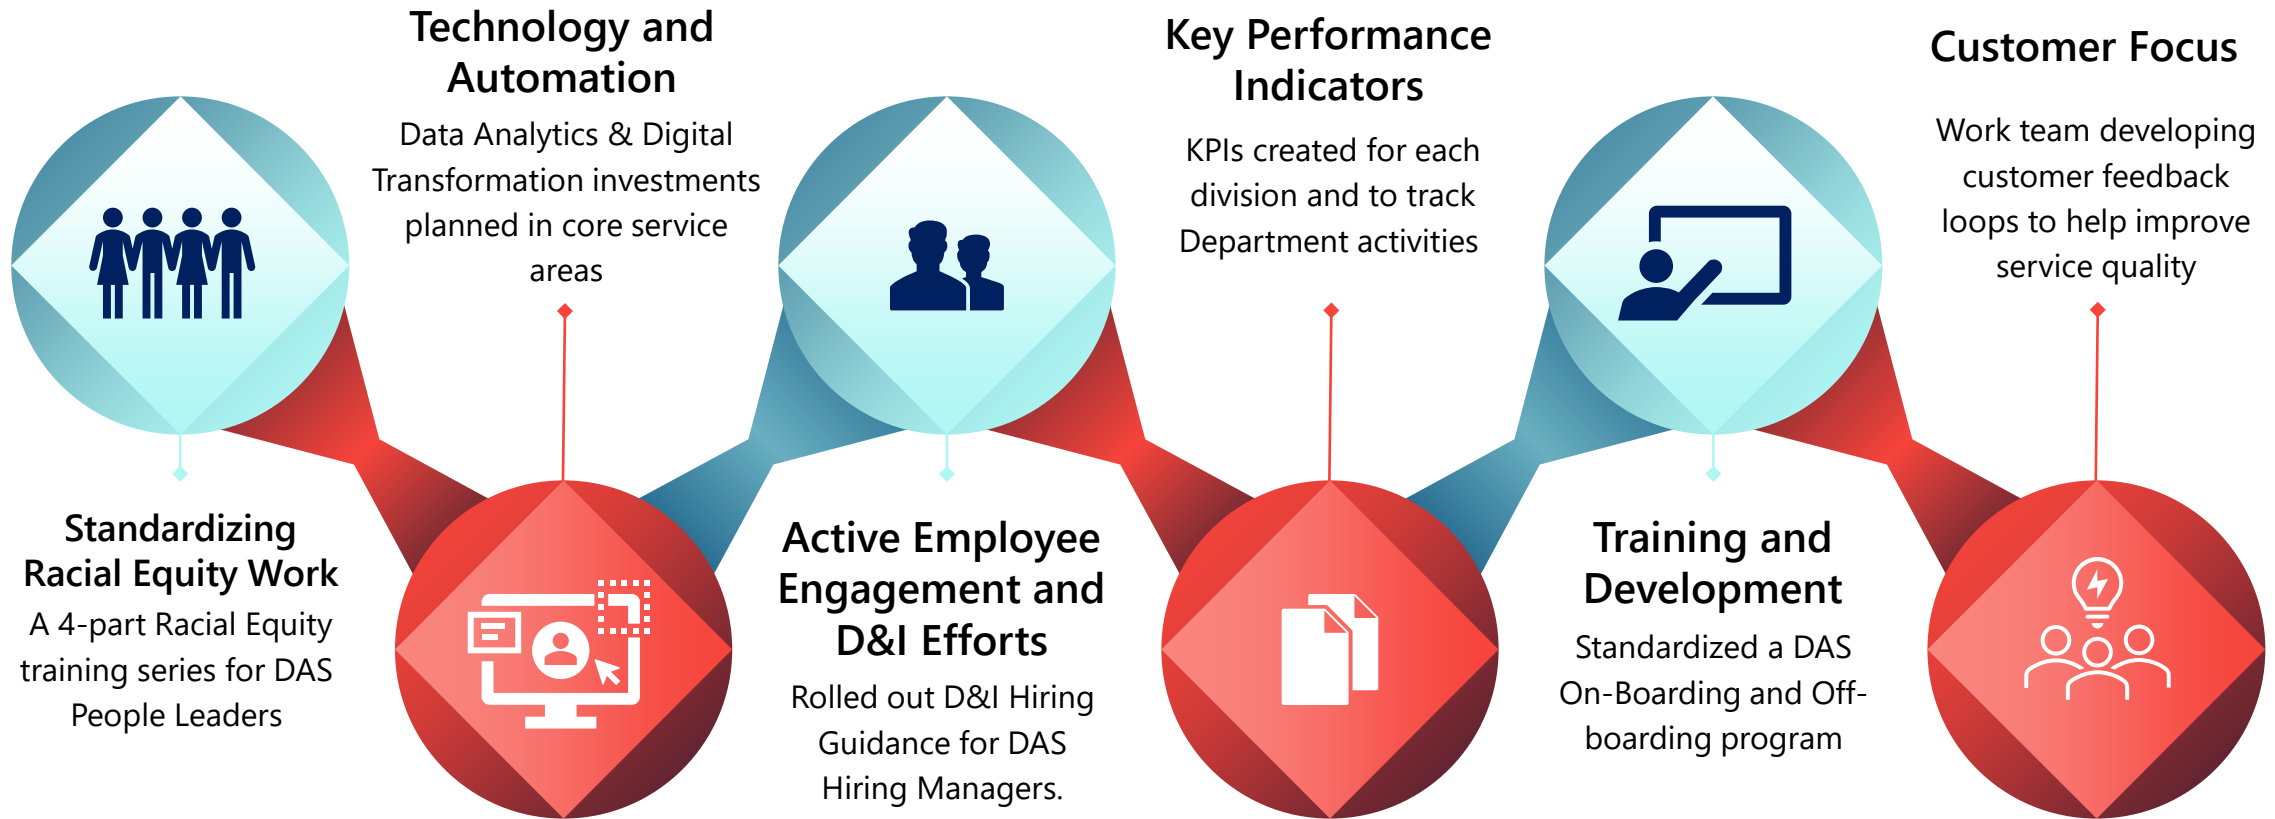 Standardizing
Racial Equity Work
A 4-part Racial Equity
training series for DAS
People Leaders
Technology and
Automation
Data Analytics & Digital
Transformation investments
planned in core service
areas
Active Employee
Engagement and
D&I Efforts
Rolled out D&I Hiring
Guidance for DAS
Hiring Managers.
Key Performance
Indicators
KPIs created for each
division and to track
Department activities
Training and
Development
Standardized a DAS
On-Boarding and Off-
boarding program
Customer Focus
Work team developing
customer feedback
loops to help improve
service quality